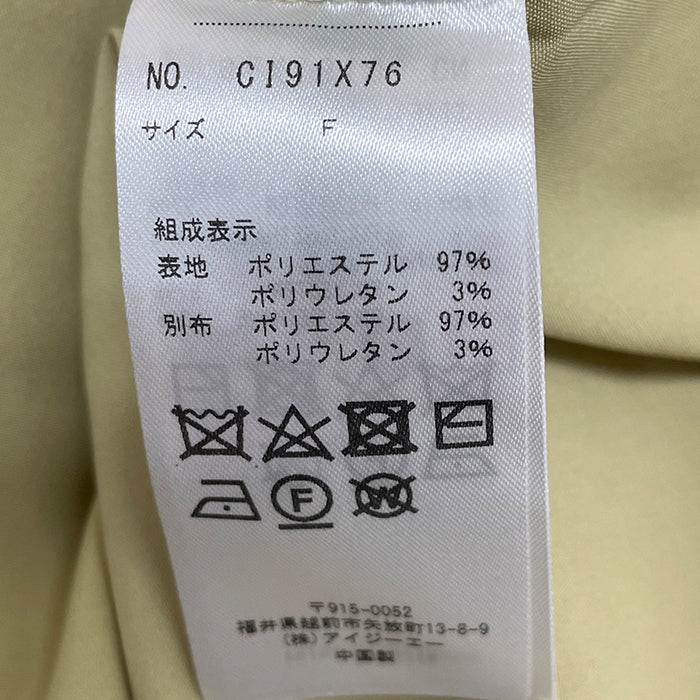 NO. CI91X76
サイズ F
組成表示
表地 ポリエステル 97%
ポリウレタン 3%
別布 ポリエステル 97%
ポリウレタン 3%
F
W
〒915-0052
福井県越前市矢放町13-8-9
(株)アイジーエー
中国製